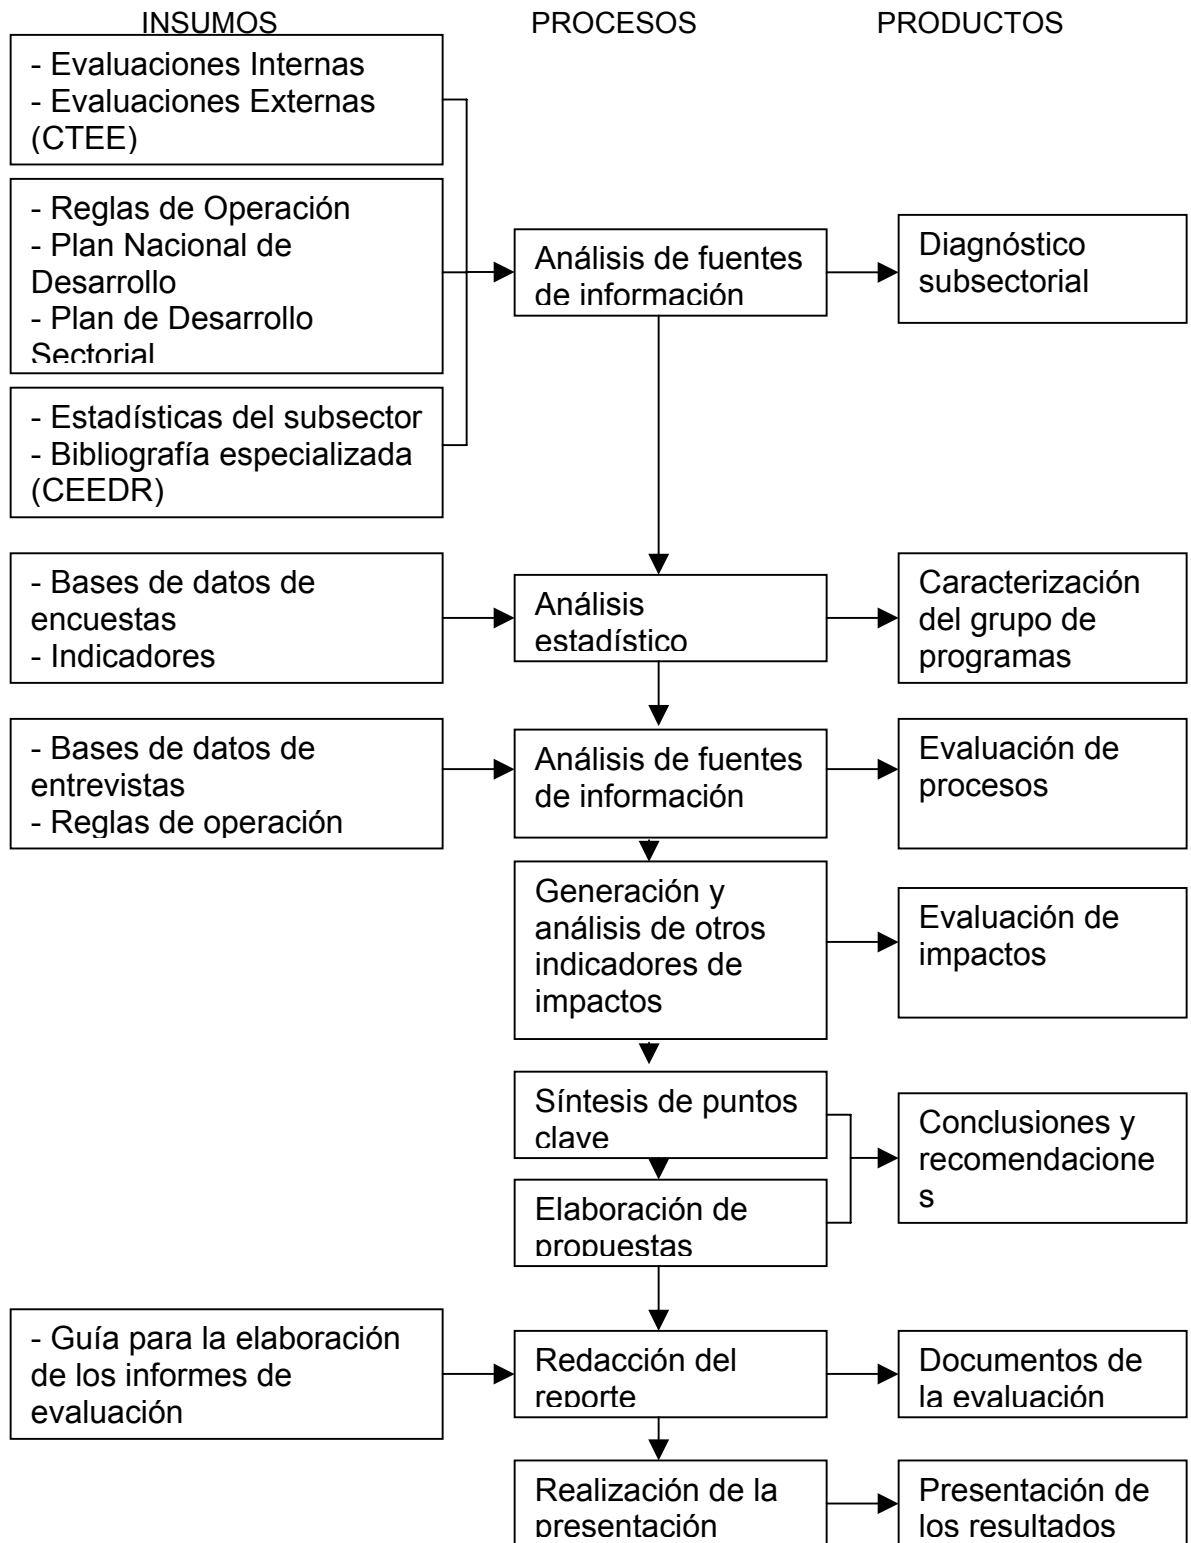 INSUMOS
PROCESOS
PRODUCTOS
- Evaluaciones Internas
- Evaluaciones Externas
(CTEE)
- Reglas de Operación
- Plan Nacional de
Desarrollo
- Plan de Desarrollo
Sectorial
- Estadísticas del subsector
- Bibliografía especializada
(CEEDR)
Análisis de fuentes
de información
Diagnóstico
subsectorial
- Bases de datos de
encuestas
- Indicadores
Análisis
estadístico
Caracterización
del grupo de
programas
- Bases de datos de
entrevistas
- Reglas de operación
Análisis de fuentes
de información
Evaluación de
procesos
Generación y
análisis de otros
indicadores de
impactos
Evaluación de
impactos
Síntesis de puntos
clave
Elaboración de
propuestas
Conclusiones y
recomendacione
s
- Guía para la elaboración
de los informes de
evaluación
Redacción del
reporte
Documentos de
la evaluación
Realización de la
presentación
Presentación de
los resultados